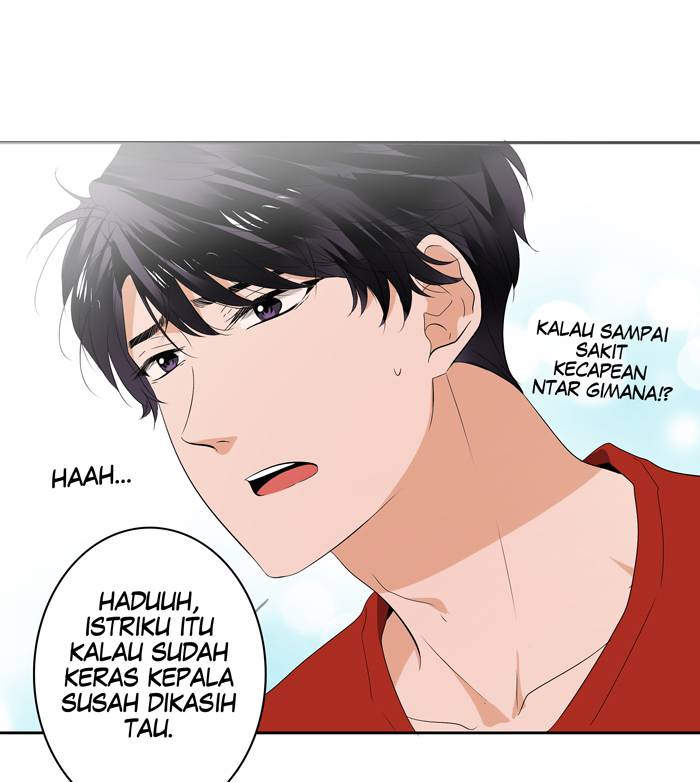 KALAU SAMPAI
SAKIT
KECAPEAN
NTAR GIMANA!?
HAAH...
HADUUH,
ISTRIKU ITU
KALAU SUDAH
KERAS KEPALA
SUSAH DIKASIH
TAU.